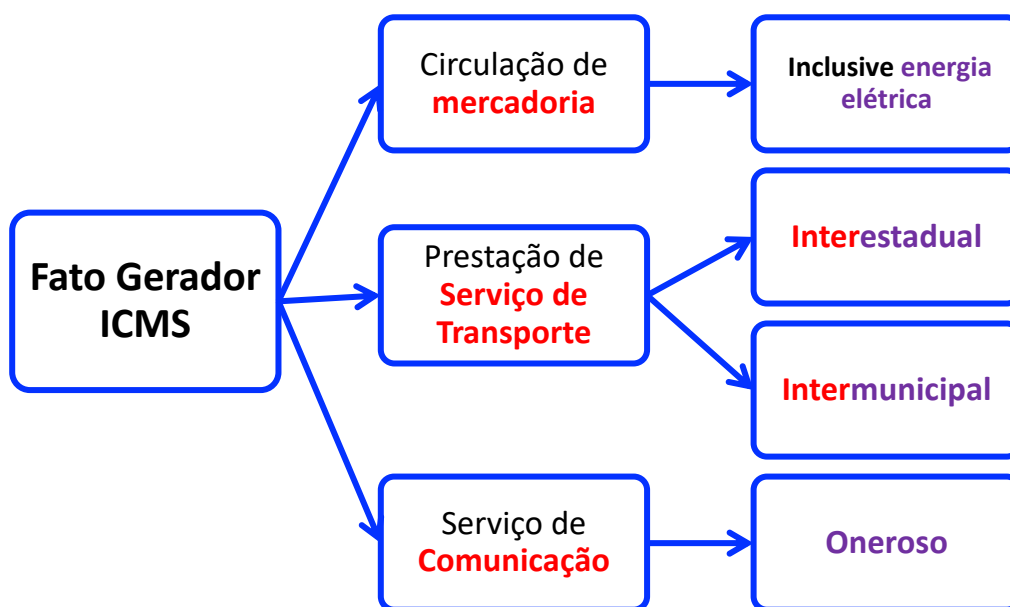 Fato Gerador
ICMS
Circulação de
mercadoria
Inclusive energia
elétrica
Prestação de
Serviço de
Transporte
Interestadual
Intermunicipal
Serviço de
Comunicação
Oneroso